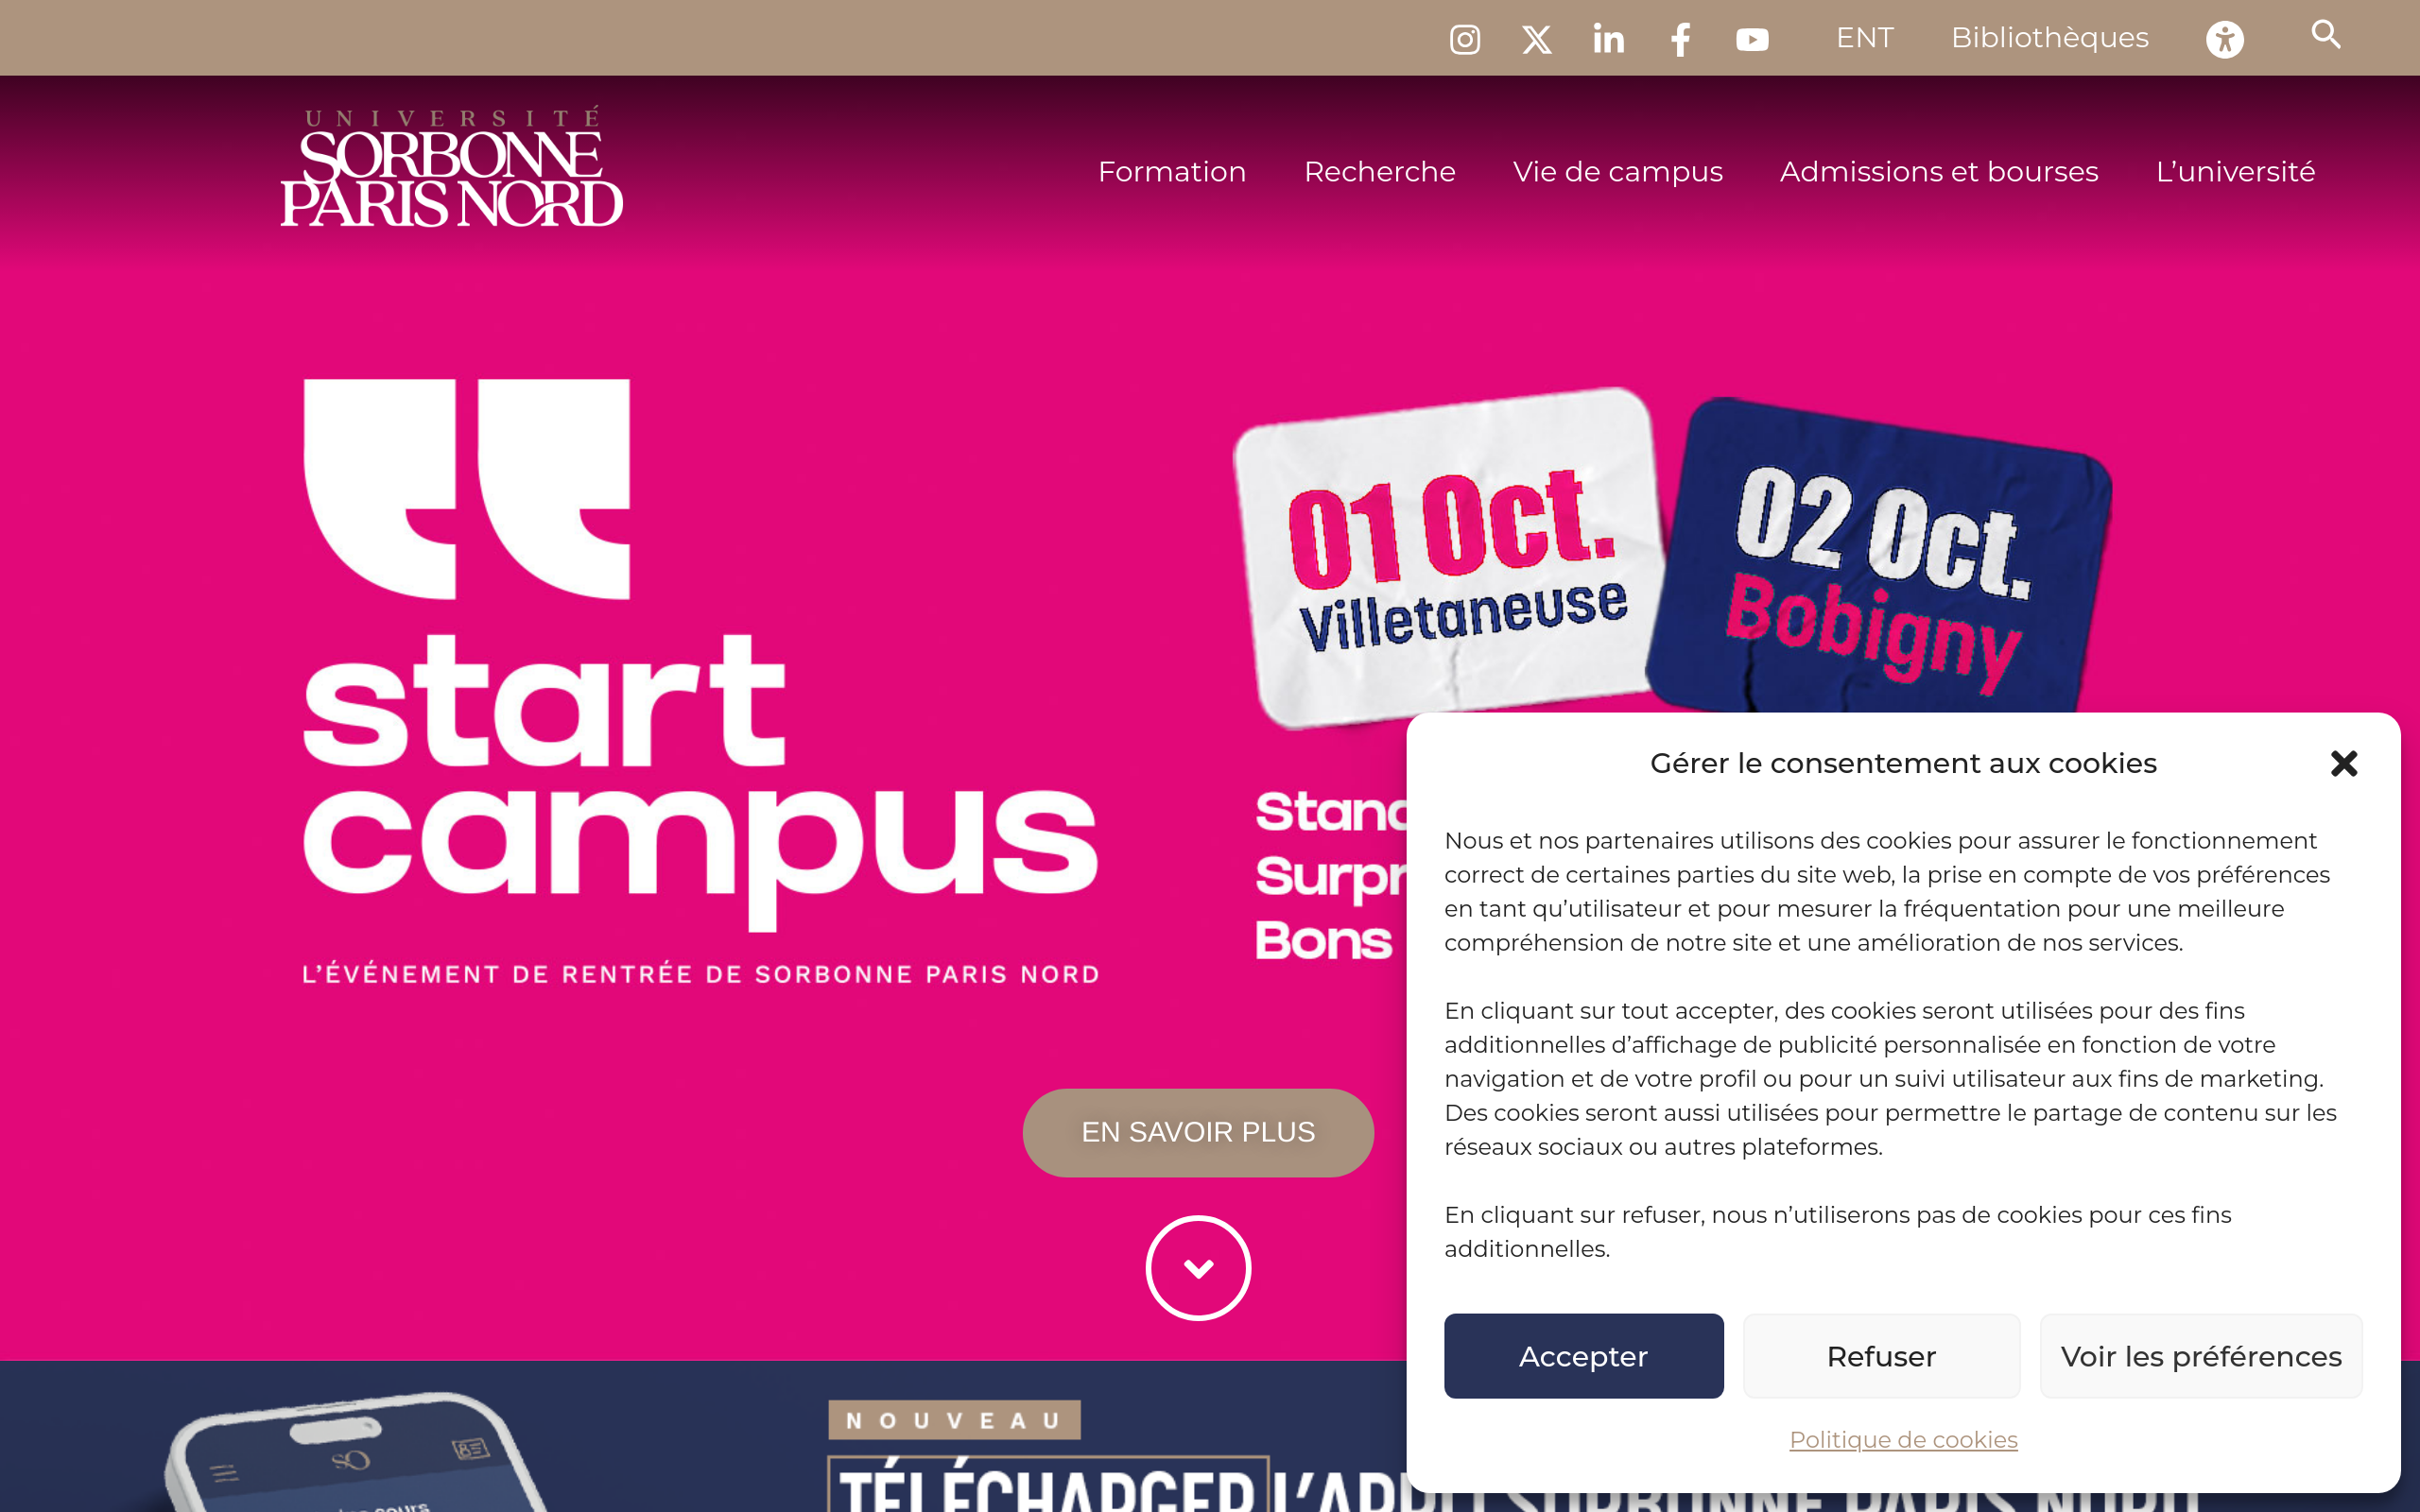 ENT Bibliothèques
UNIVERSITÉ
SORBONNE
PARIS NORD
Formation Recherche Vie de campus Admissions et bourses L’université
start
campus
L’ÉVÉNEMENT DE RENTRÉE DE SORBONNE PARIS NORD
01 Oct.
Villetaneuse
02 Oct.
Bobigny
Bons
EN SAVOIR PLUS
Gérer le consentement aux cookies
Nous et nos partenaires utilisons des cookies pour assurer le fonctionnement
correct de certaines parties du site web, la prise en compte de vos préférences
en tant qu’utilisateur et pour mesurer la fréquentation pour une meilleure
compréhension de notre site et une amélioration de nos services.
En cliquant sur tout accepter, des cookies seront utilisées pour des fins
additionnelles d’affichage de publicité personnalisée en fonction de votre
navigation et de votre profil ou pour un suivi utilisateur aux fins de marketing.
Des cookies seront aussi utilisées pour permettre le partage de contenu sur les
réseaux sociaux ou autres plateformes.
En cliquant sur refuser, nous n’utiliserons pas de cookies pour ces fins
additionnelles.
Accepter Refuser Voir les préférences
Politique de cookies
SO
cours
NOUVEAU
TÉLÉCHARGER L’APPLI SORBONNE PARIS NORD